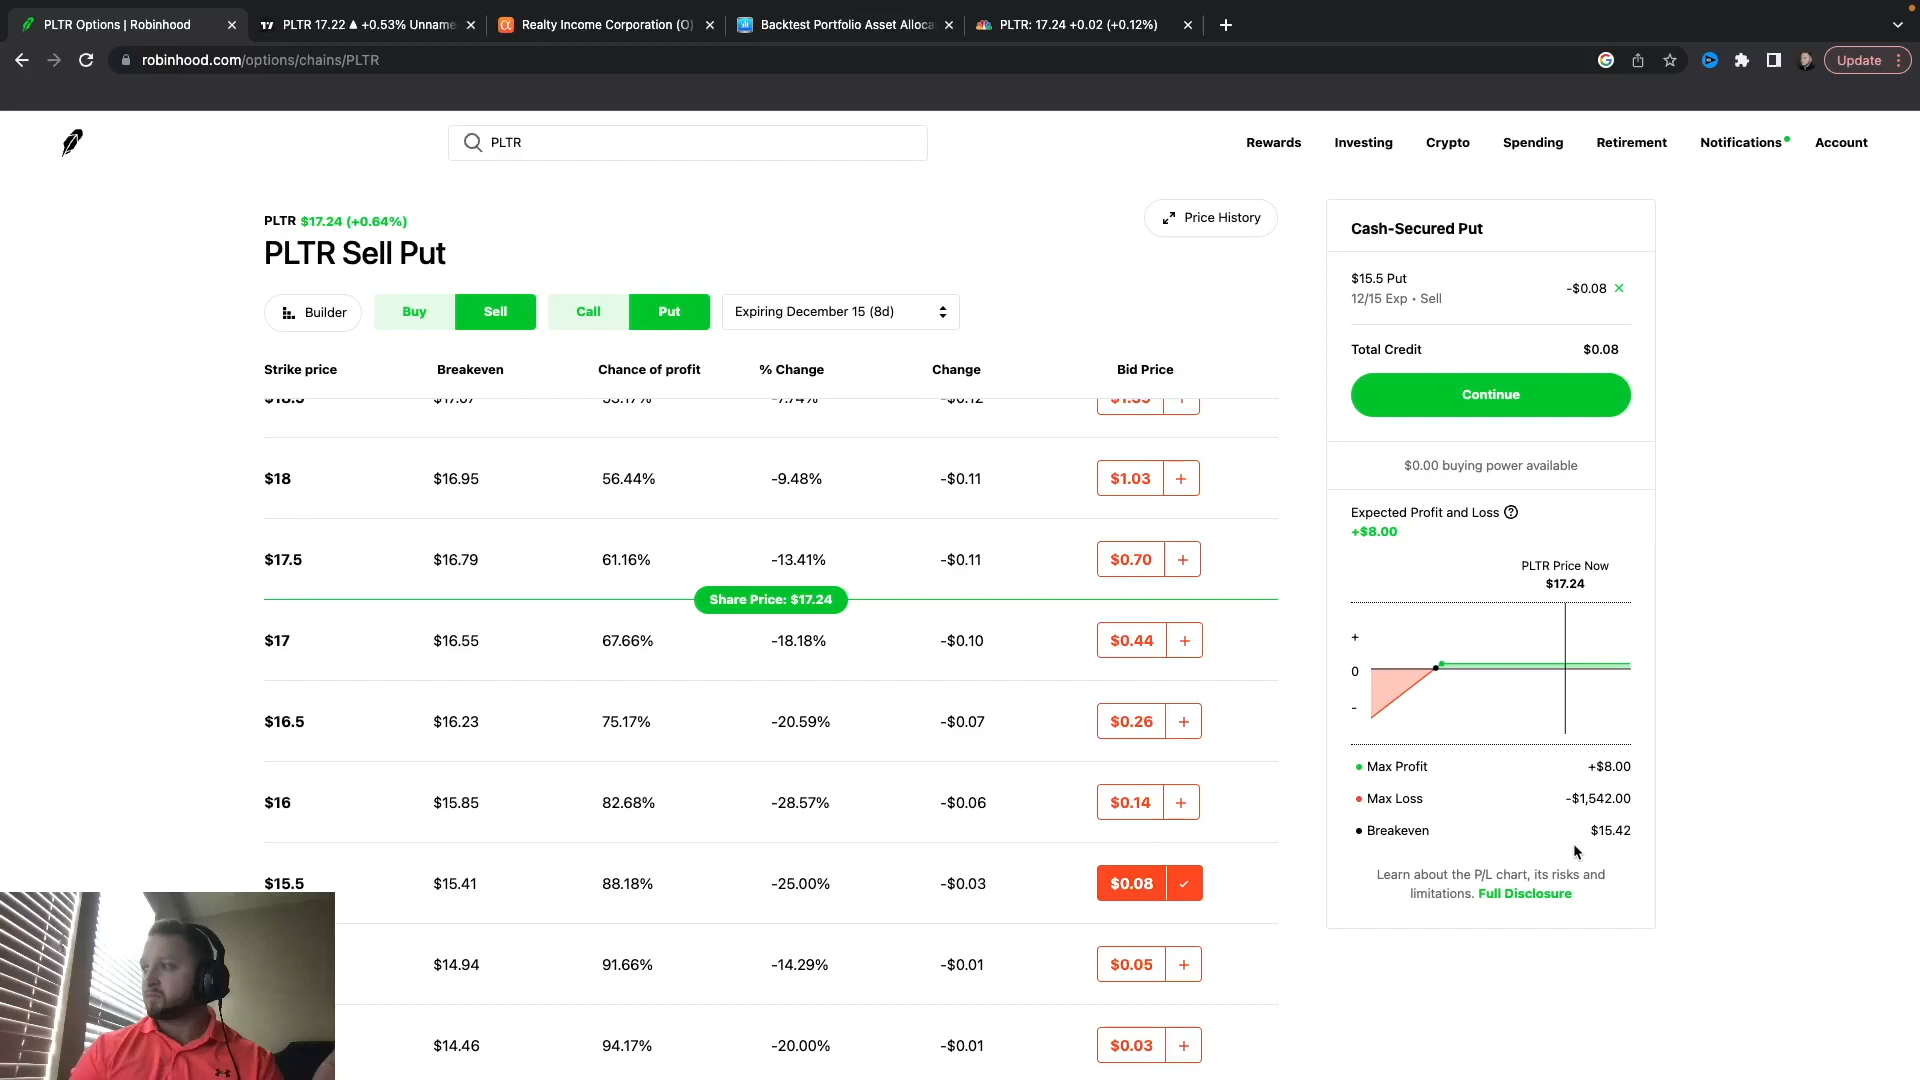 PLTR Options | Robinhood
PLTR 17.22 ▲ +0.53% Unname
Realty Income Corporation (O)
Backtest Portfolio Asset Alloca
PLTR: 17.24 +0.02 (+0.12%)
robinhood.com/options/chains/PLTR
Update
PLTR
Rewards
Investing
Crypto
Spending
Retirement
Notifications
Account
PLTR $17.24 (+0.64%)
PLTR Sell Put
Price History
Builder
Buy
Sell
Call
Put
Expiring December 15 (8d)
Strike price Breakeven Chance of profit % Change Change Bid Price
$18 $16.95 56.44% -9.48% -$0.11 $1.03 +
$17.5 $16.79 61.16% -13.41% -$0.11 $0.70 +
Share Price: $17.24
$17 $16.55 67.66% -18.18% -$0.10 $0.44 +
$16.5 $16.23 75.17% -20.59% -$0.07 $0.26 +
$16 $15.85 82.68% -28.57% -$0.06 $0.14 +
$15.5 $15.41 88.18% -25.00% -$0.03 $0.08
$14.94 91.66% -14.29% -$0.01 $0.05 +
$14.46 94.17% -20.00% -$0.01 $0.03 +
Cash-Secured Put
$15.5 Put
12/15 Exp • Sell
-$0.08
Total Credit $0.08
Continue
$0.00 buying power available
Expected Profit and Loss
+$8.00
PLTR Price Now
$17.24
+
0
-
Max Profit +$8.00
Max Loss -$1,542.00
Breakeven $15.42
Learn about the P/L chart, its risks and
limitations. Full Disclosure